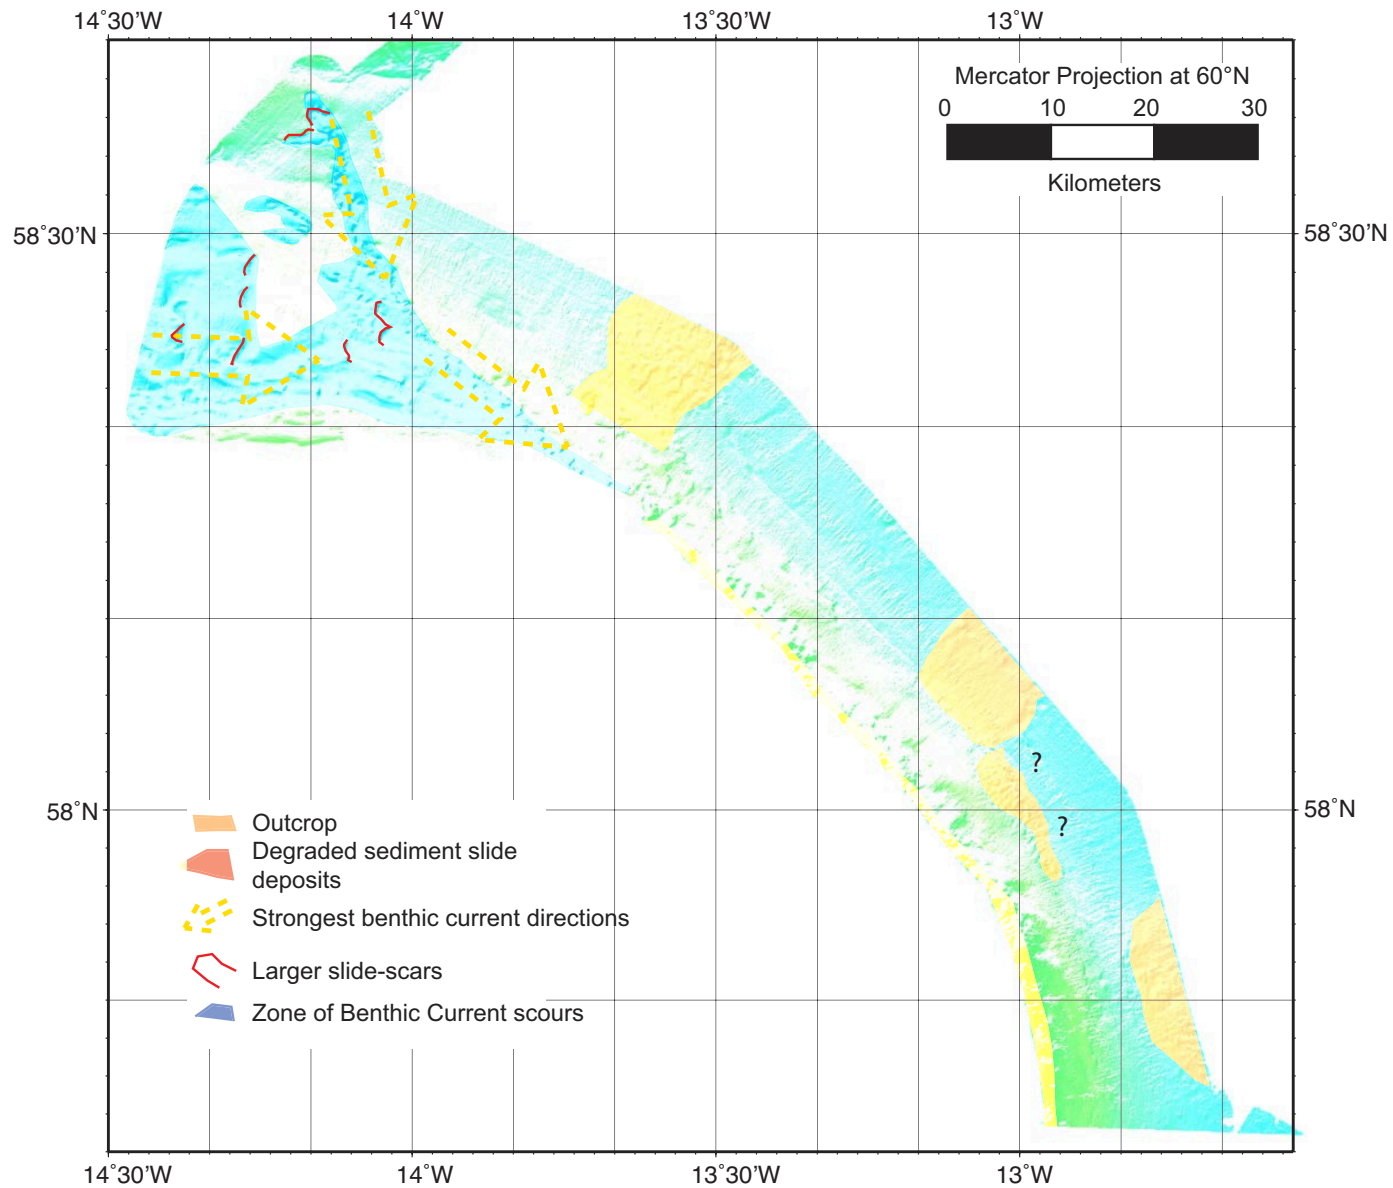 14˚30’W 14˚W 13˚30’W 13˚W
Mercator Projection at 60°N
0 10 20 30
Kilometers
58˚30’N 58˚30’N
?
58˚N 58˚N
?
Outcrop
Degraded sediment slide
deposits
Strongest benthic current directions
Larger slide-scars
Zone of Benthic Current scours
14˚30’W 14˚W 13˚30’W 13˚W